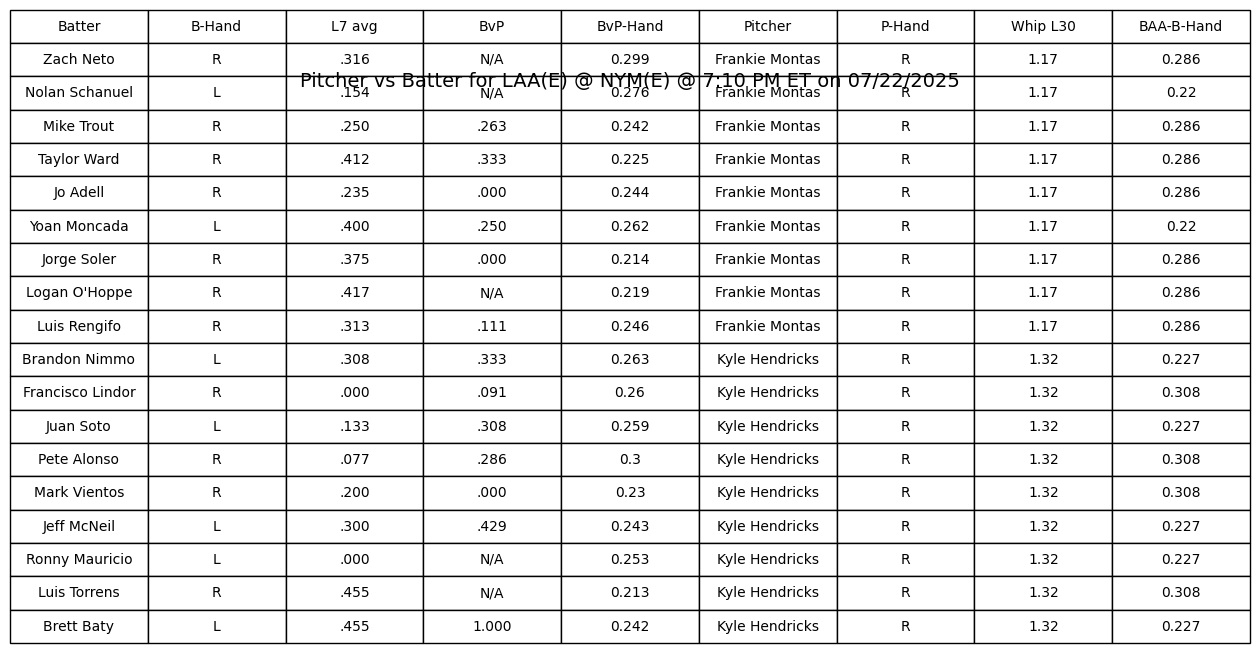 Batter B-Hand L7 avg BvP BvP-Hand Pitcher P-Hand Whip L30 BAA-B-Hand
Zach Neto R .316 N/A 0.299 Frankie Montas R 1.17 0.286
Pitcher vs Batter for LAA(E) @ NYM(E) @ 7:10 PM ET on 07/22/2025
Nolan Schanuel L .154 N/A 0.276 Frankie Montas R 1.17 0.22
Mike Trout R .250 .263 0.242 Frankie Montas R 1.17 0.286
Taylor Ward R .412 .333 0.225 Frankie Montas R 1.17 0.286
Jo Adell R .235 .000 0.244 Frankie Montas R 1.17 0.286
Yoan Moncada L .400 .250 0.262 Frankie Montas R 1.17 0.22
Jorge Soler R .375 .000 0.214 Frankie Montas R 1.17 0.286
Logan O'Hoppe R .417 N/A 0.219 Frankie Montas R 1.17 0.286
Luis Rengifo R .313 .111 0.246 Frankie Montas R 1.17 0.286
Brandon Nimmo L .308 .333 0.263 Kyle Hendricks R 1.32 0.227
Francisco Lindor R .000 .091 0.26 Kyle Hendricks R 1.32 0.308
Juan Soto L .133 .308 0.259 Kyle Hendricks R 1.32 0.227
Pete Alonso R .077 .286 0.3 Kyle Hendricks R 1.32 0.308
Mark Vientos R .200 .000 0.23 Kyle Hendricks R 1.32 0.308
Jeff McNeil L .300 .429 0.243 Kyle Hendricks R 1.32 0.227
Ronny Mauricio L .000 N/A 0.253 Kyle Hendricks R 1.32 0.227
Luis Torrens R .455 N/A 0.213 Kyle Hendricks R 1.32 0.308
Brett Baty L .455 1.000 0.242 Kyle Hendricks R 1.32 0.227